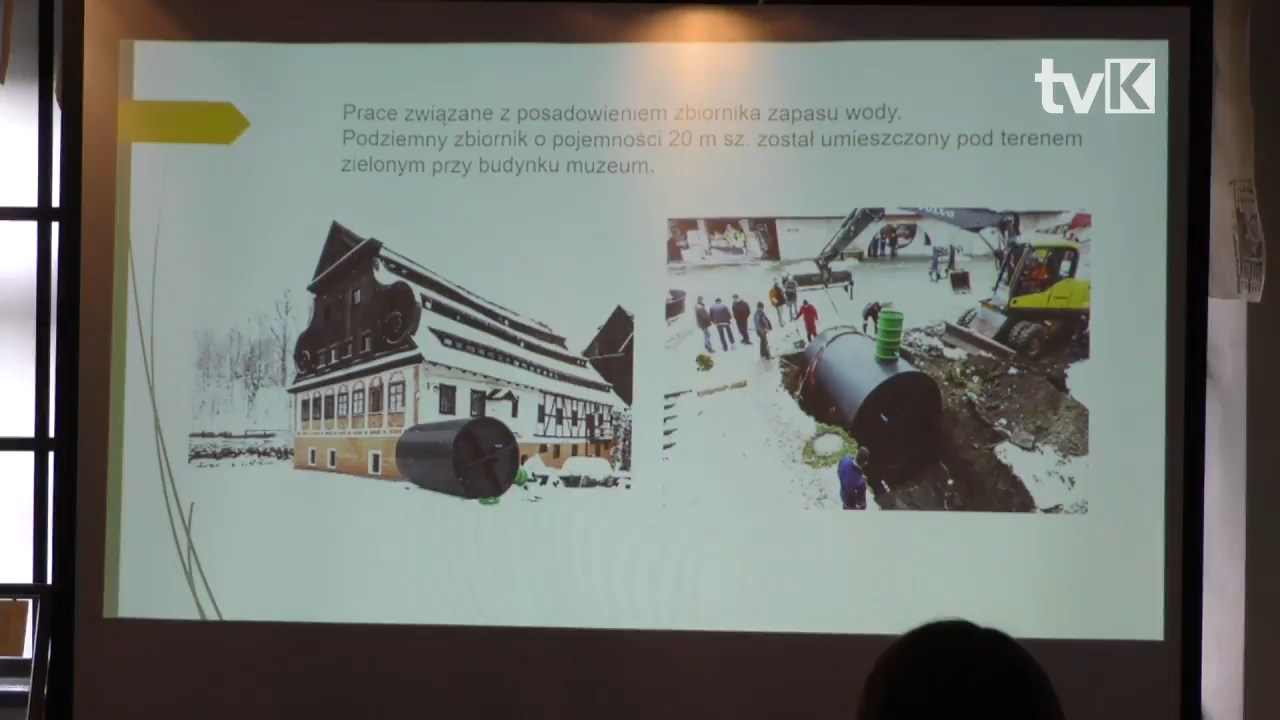 tvK
Prace związane z posadowieniem zbiornika zapasu wody.
Podziemny zbiornik o pojemności 20 m sz. został umieszczony pod terenem
zielonym przy budynku muzeum.
VOLVO